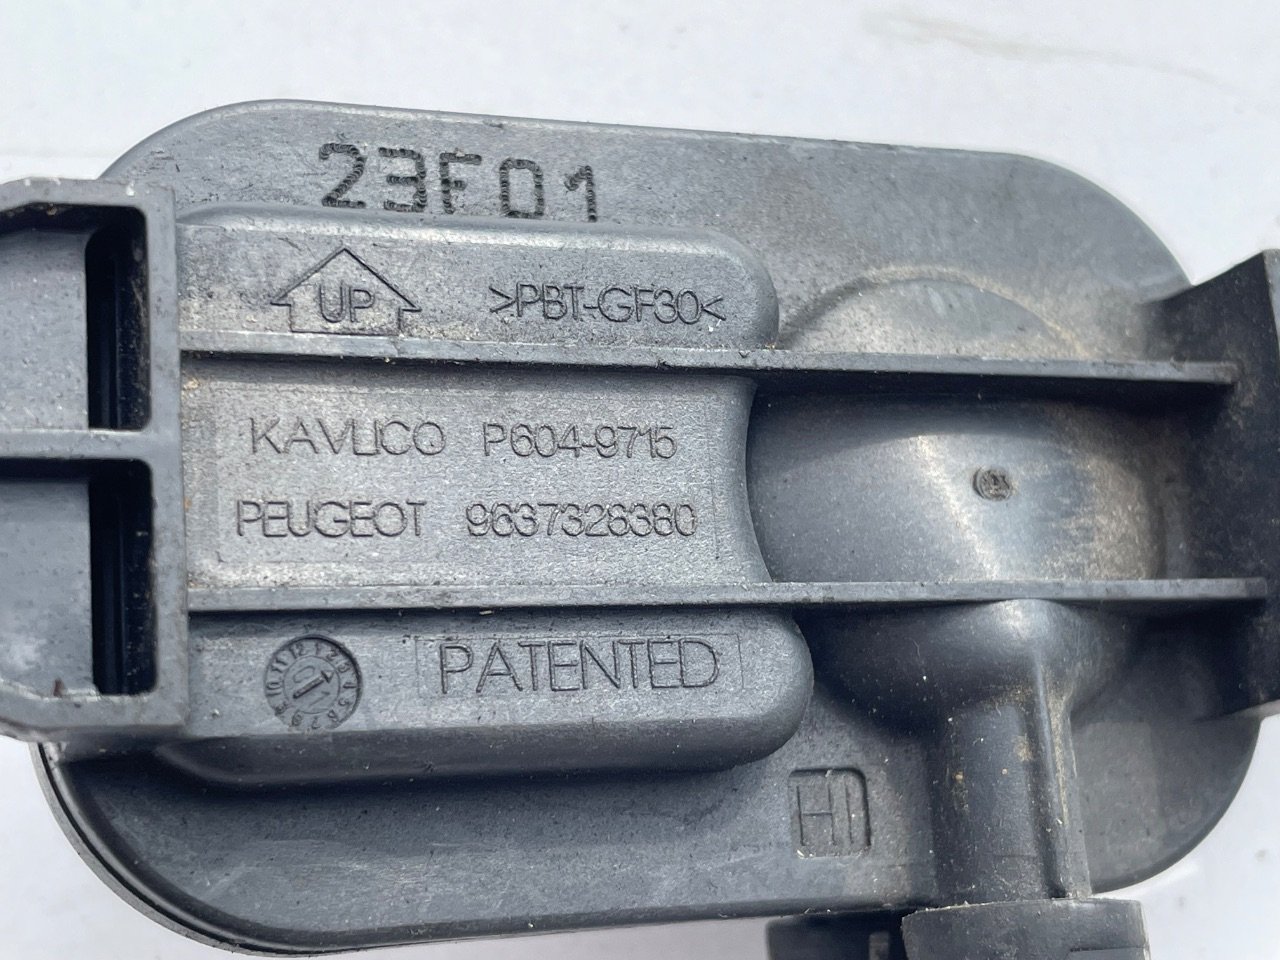 23F01
UP >PBT-GF30<
KAVLICO P604-9715
PEUGEOT 9637326380
PATENTED
HI